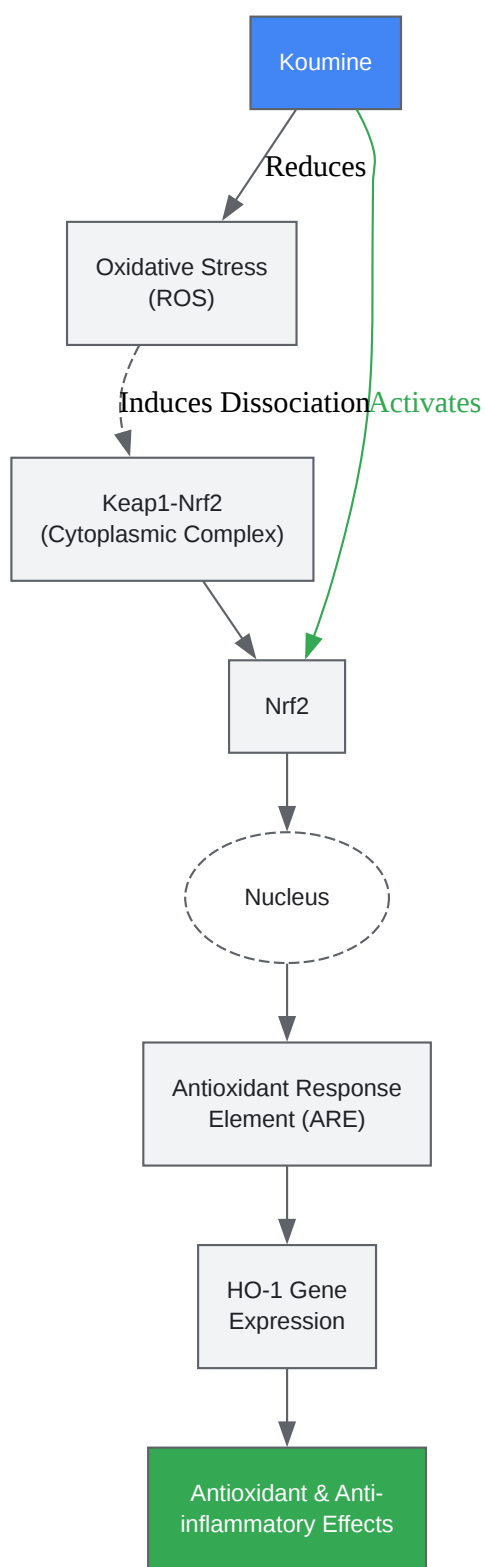 Koumine
Reduces
Oxidative Stress
(ROS)
Induces Dissociation
Activates
Keap1-Nrf2
(Cytoplasmic Complex)
Nrf2
Nucleus
Antioxidant Response
Element (ARE)
HO-1 Gene
Expression
Antioxidant & Anti-
inflammatory Effects